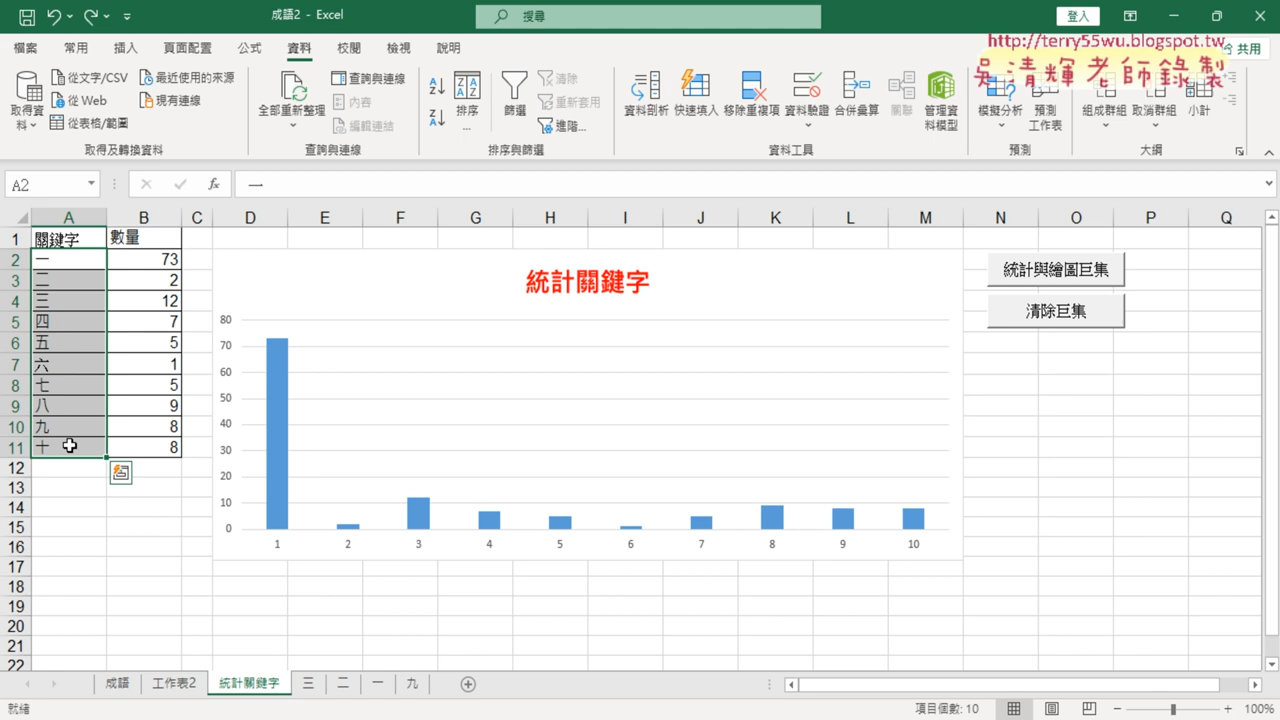 成語2 - Excel
搜尋
登入
http://terry55wu.blogspot.tw
吳清輝老師錄製
共用
檔案 常用 插入 頁面配置 公式 資料 校閱 檢視 說明
取得資料
從文字/CSV
從 Web
從表格/範圍
最近使用的來源
現有連線
取得及轉換資料
全部重新整理
查詢與連線
內容
編輯連結
查詢與連線
排序...
篩選
清除
重新套用
進階...
排序與篩選
資料剖析
快速填入
移除重複項
資料驗證
合併彙算
關聯
管理資料模型
資料工具
模擬分析
預測工作表
預測
組成群組
取消群組
小計
大綱
A2
fx
一
A B C D E F G H I J K L M N O P Q
1 關鍵字 數量
2 一 73
3 二 2
4 三 12
5 四 7
6 五 5
7 六 1
8 七 5
9 八 9
10 九 8
11 十 8
12
13
14
15
16
17
18
19
20
21
22
統計關鍵字
80
70
60
50
40
30
20
10
0
1 2 3 4 5 6 7 8 9 10
統計與繪圖巨集
清除巨集
成語 工作表2 統計關鍵字 三 二 一 九
就緒
項目個數: 10
100%